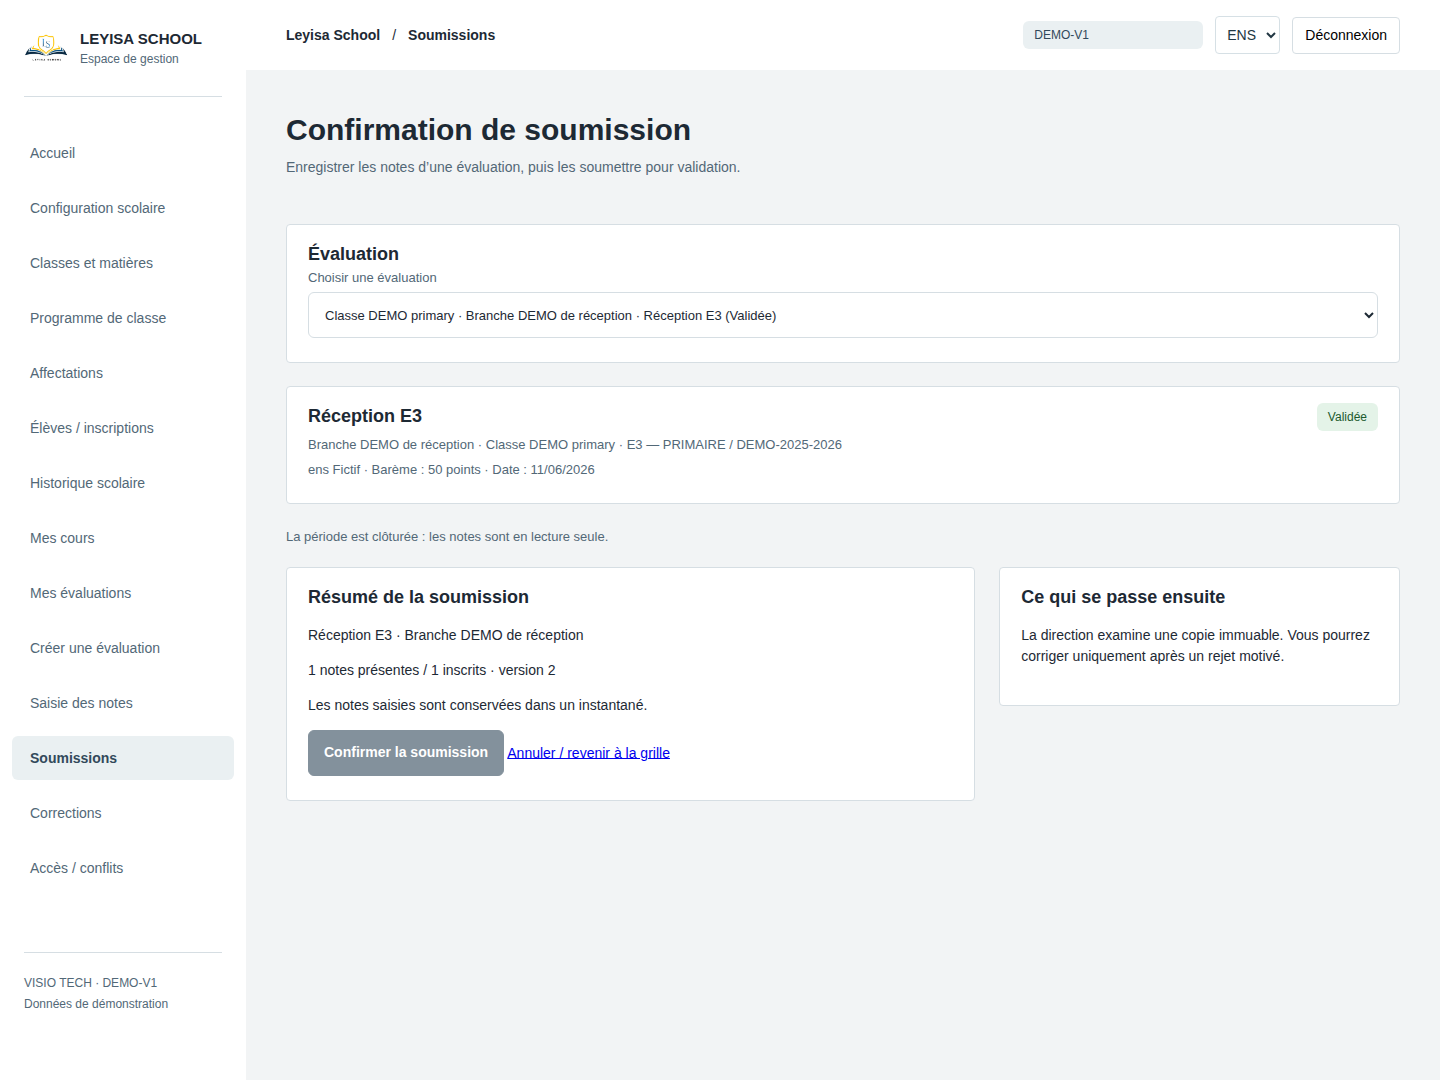 LEYISA SCHOOL
Espace de gestion
Accueil
Configuration scolaire
Classes et matières
Programme de classe
Affectations
Élèves / inscriptions
Historique scolaire
Mes cours
Mes évaluations
Créer une évaluation
Saisie des notes
Soumissions
Corrections
Accès / conflits
VISIO TECH · DEMO-V1
Données de démonstration
Leyisa School / Soumissions
DEMO-V1
ENS
Déconnexion
Confirmation de soumission
Enregistrer les notes d’une évaluation, puis les soumettre pour validation.
Évaluation
Choisir une évaluation
Classe DEMO primary · Branche DEMO de réception · Réception E3 (Validée)
Réception E3
Validée
Branche DEMO de réception · Classe DEMO primary · E3 — PRIMAIRE / DEMO-2025-2026
ens Fictif · Barème : 50 points · Date : 11/06/2026
La période est clôturée : les notes sont en lecture seule.
Résumé de la soumission
Réception E3 · Branche DEMO de réception
1 notes présentes / 1 inscrits · version 2
Les notes saisies sont conservées dans un instantané.
Confirmer la soumission
Annuler / revenir à la grille
Ce qui se passe ensuite
La direction examine une copie immuable. Vous pourrez
corriger uniquement après un rejet motivé.